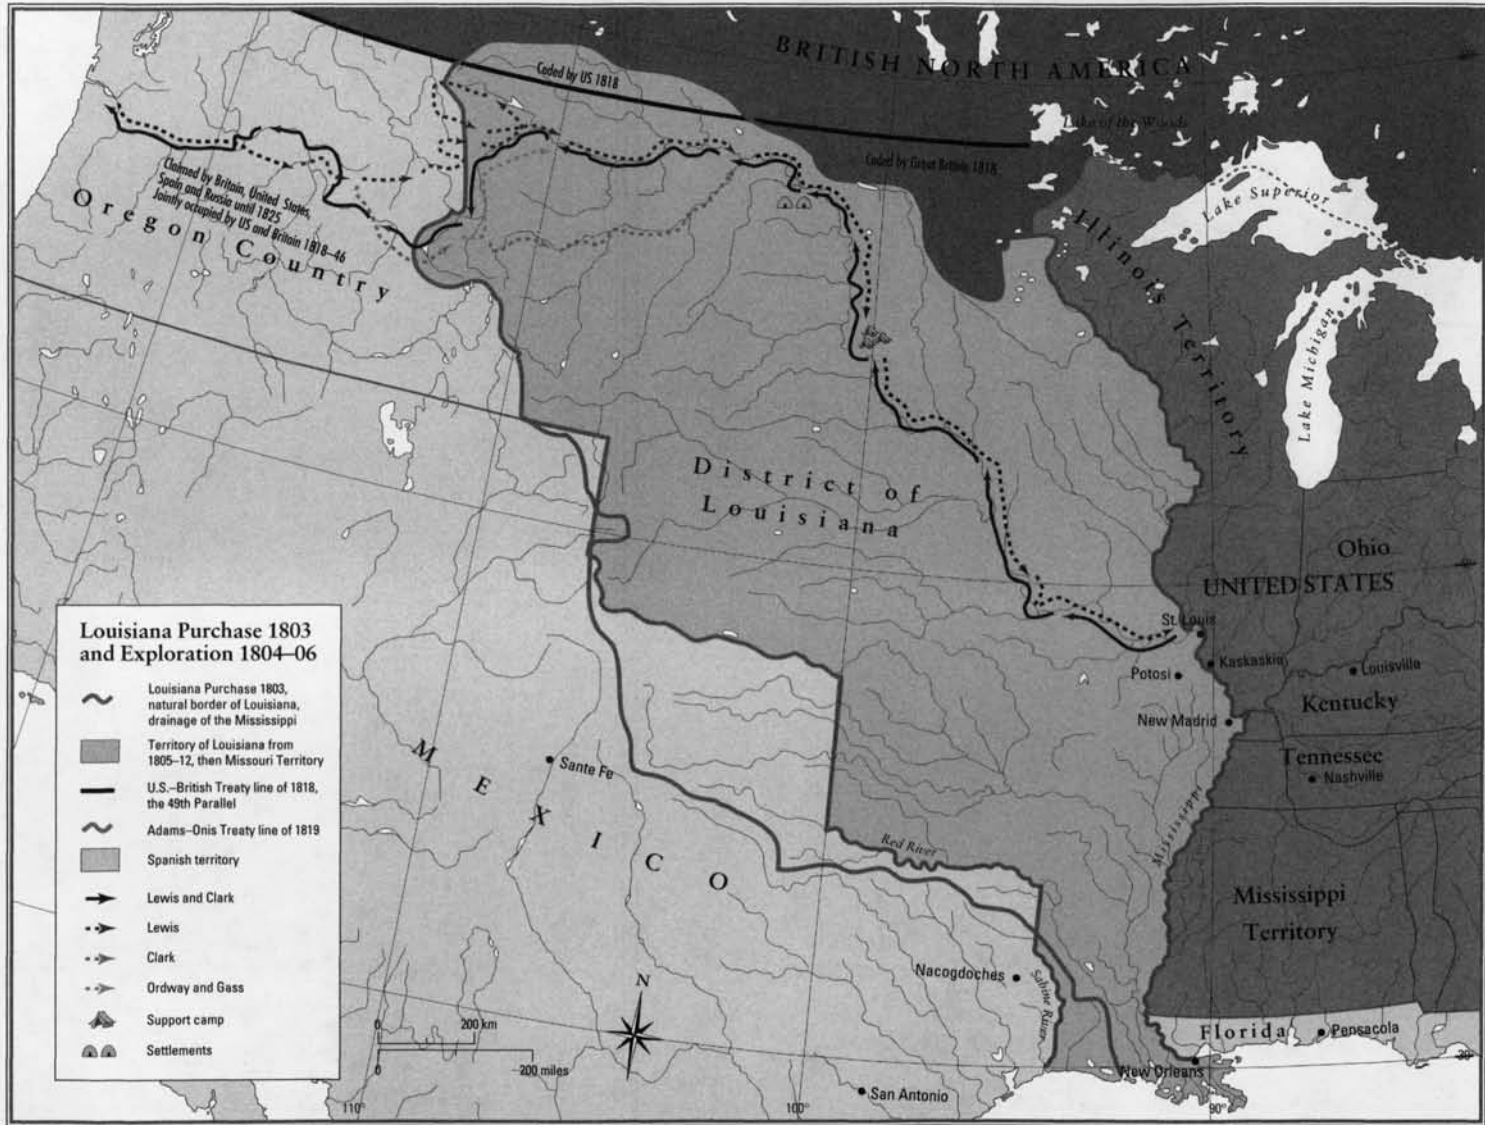 BRITISH NORTH AMERICA
Ceded by US 1818
Lake of the Woods
Ceded by Great Britain 1818
Claimed by Britain, United States,
Spain and Russia until 1825
Jointly occupied by US and Britain 1818–46
Oregon Country
Illinois Territory
Lake Superior
Lake Michigan
District of
Louisiana
Ohio
UNITED STATES
St. Louis
Kaskaskia
Louisville
Potosi
Kentucky
New Madrid
Tennessee
Nashville
Mississippi
Mississippi
Territory
Louisiana Purchase 1803
and Exploration 1804–06
Louisiana Purchase 1803,
natural border of Louisiana,
drainage of the Mississippi
Territory of Louisiana from
1805–12, then Missouri Territory
U.S.–British Treaty line of 1818,
the 49th Parallel
Adams–Onis Treaty line of 1819
Spanish territory
Lewis and Clark
Lewis
Clark
Ordway and Gass
Support camp
Settlements
MEXICO
Sante Fe
Red River
Nacogdoches
Sabine River
N
0 200 km
0 200 miles
Florida
Pensacola
New Orleans
San Antonio
110°
100°
90°
30°